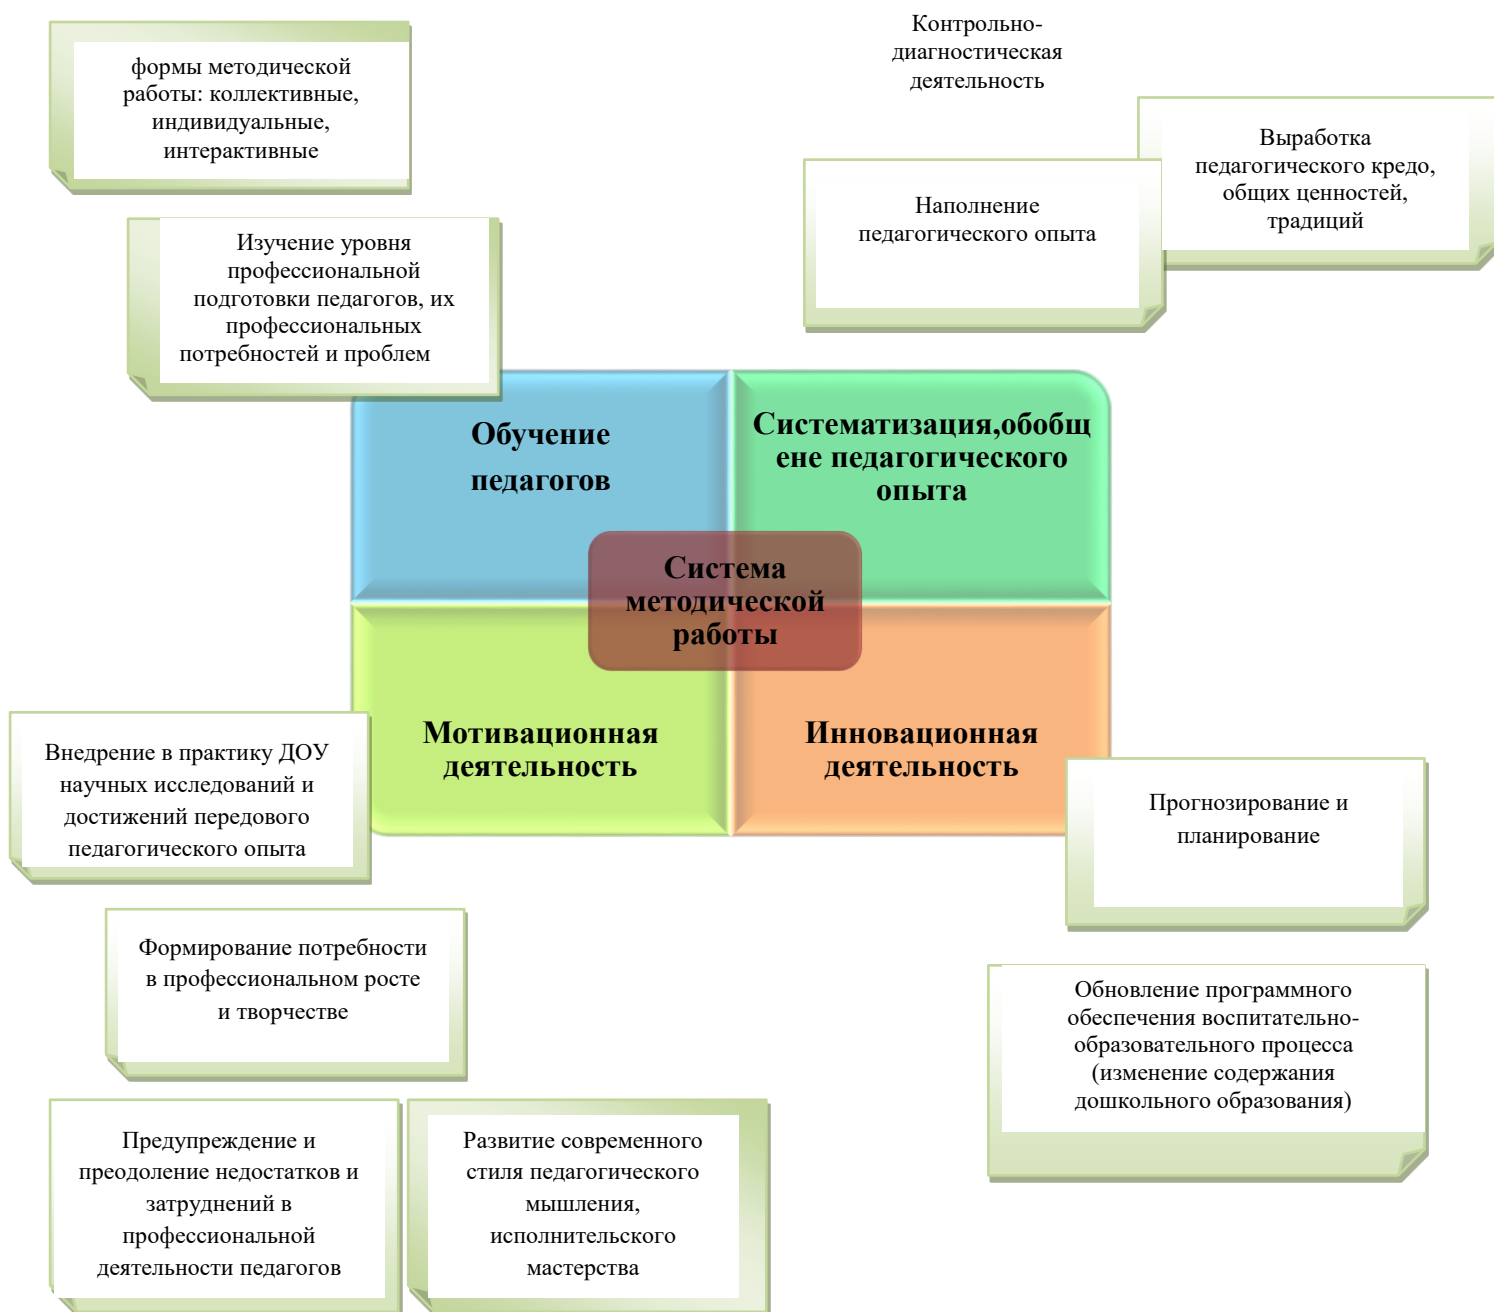 формы методической
работы: коллективные,
индивидуальные,
интерактивные
Контрольно-
диагностическая
деятельность
Выработка
педагогического кредо,
общих ценностей,
традиций
Наполнение
педагогического опыта
Изучение уровня
профессиональной
подготовки педагогов, их
профессиональных
потребностей и проблем
Обучение
педагогов
Систематизация,обобщ
ене педагогического
опыта
Система
методической
работы
Мотивационная
деятельность
Инновационная
деятельность
Внедрение в практику ДОУ
научных исследований и
достижений передового
педагогического опыта
Прогнозирование и
планирование
Формирование потребности
в профессиональном росте
и творчестве
Обновление программного
обеспечения воспитательно-
образовательного процесса
(изменение содержания
дошкольного образования)
Предупреждение и
преодоление недостатков и
затруднений в
профессиональной
деятельности педагогов
Развитие современного
стиля педагогического
мышления,
исполнительского
мастерства